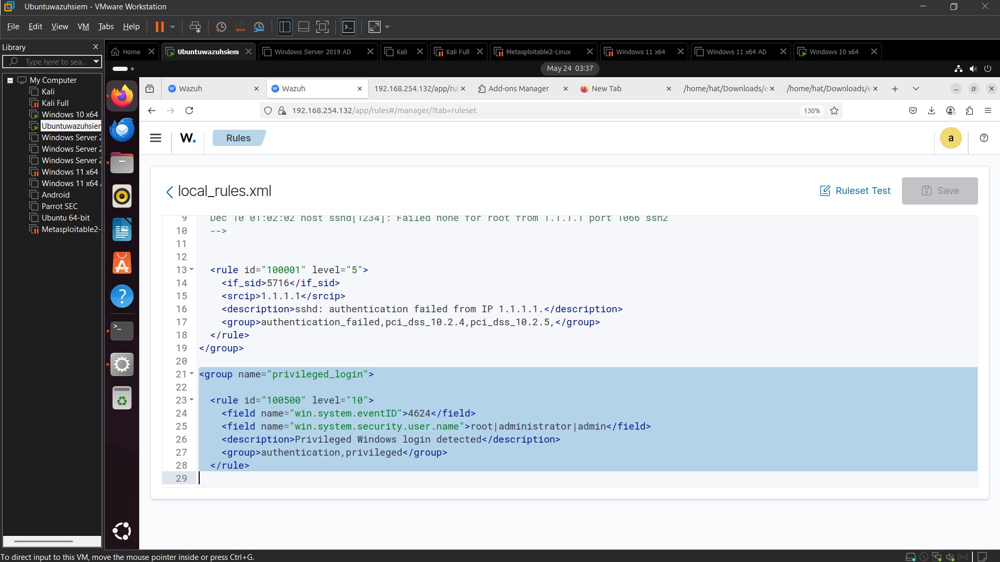 Ubuntuwazuhsiem - VMware Workstation
File Edit View VM Tabs Help
Library
Type here to sea...
Home
Ubuntuwazuhsiem
Windows Server 2019 AD
Kali
Kali Full
Metasploitable2-Linux
Windows 11 x64
Windows 11 x64 AD
Windows 10 x64
May 24 03:37
My Computer
Kali
Kali Full
Windows 10 x64
Ubuntuwazuhsien
Windows Server 2
Windows Server 2
Windows Server 2
Windows 11 x64
Windows 11 x64
Android
Parrot SEC
Ubuntu 64-bit
Metasploitable2-
Wazuh
Wazuh
192.168.254.132/app/rul
Add-ons Manager
New Tab
/home/hat/Downloads/e
/home/hat/Downloads/e
192.168.254.132/app/rules#/manager/?tab=ruleset
130%
W.
Rules
a
local_rules.xml
Ruleset Test
Save
9 Dec 10 01:02:02 host sshd[1234]: Failed none for root from 1.1.1.1 port 1066 ssh2
10 -->
11
12
13 <rule id="100001" level="5">
14 <if_sid>5716</if_sid>
15 <srcip>1.1.1.1</srcip>
16 <description>sshd: authentication failed from IP 1.1.1.1.</description>
17 <group>authentication_failed,pci_dss_10.2.4,pci_dss_10.2.5,</group>
18 </rule>
19 </group>
20
21 <group name="privileged_login">
22
23 <rule id="100500" level="10">
24 <field name="win.system.eventID">4624</field>
25 <field name="win.system.security.user.name">root|administrator|admin</field>
26 <description>Privileged Windows login detected</description>
27 <group>authentication,privileged</group>
28 </rule>
29
To direct input to this VM, move the mouse pointer inside or press Ctrl+G.